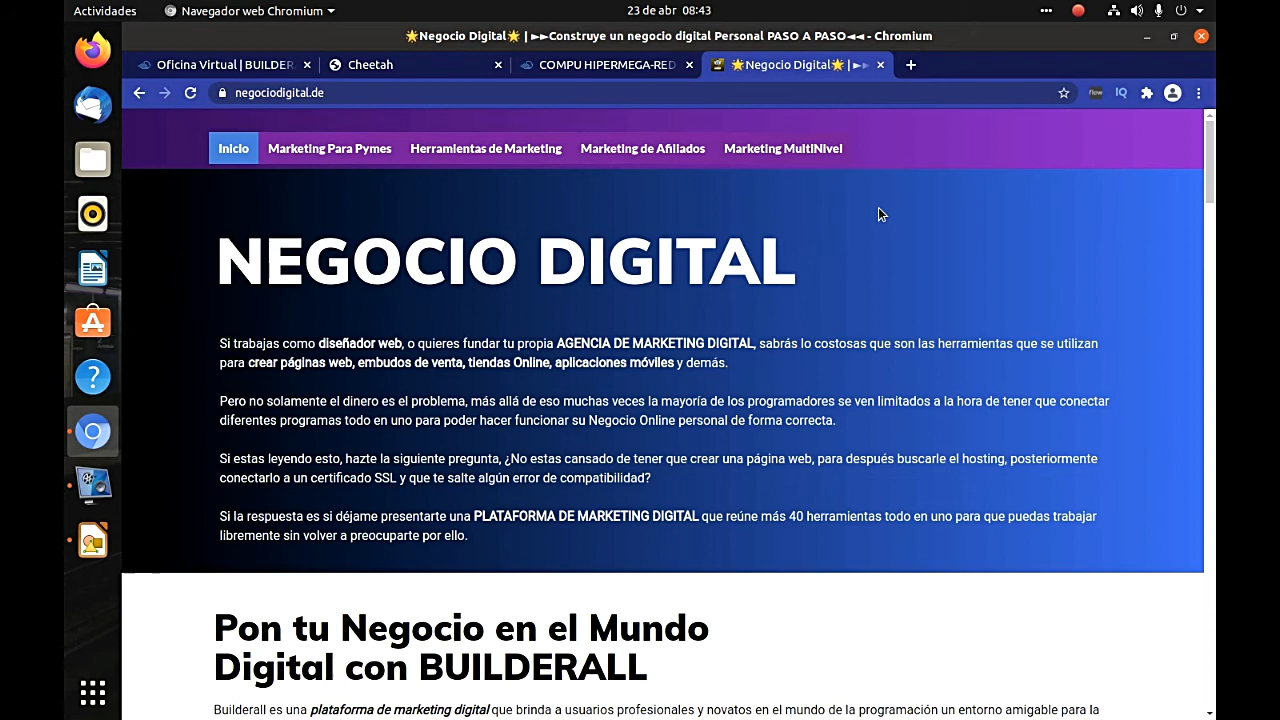 Actividades
Navegador web Chromium
23 de abr 08:43
🌟Negocio Digital🌟 | ►►Construye un negocio digital Personal PASO A PASO◄◄ - Chromium
Oficina Virtual | BUILDER
Cheetah
COMPU HIPERMEGA-RED
🌟Negocio Digital🌟 | ►►
negociodigital.de
new
IQ
Inicio
Marketing Para Pymes
Herramientas de Marketing
Marketing de Afiliados
Marketing MultiNivel
NEGOCIO DIGITAL
Si trabajas como diseñador web, o quieres fundar tu propia AGENCIA DE MARKETING DIGITAL, sabrás lo costosas que son las herramientas que se utilizan
para crear páginas web, embudos de venta, tiendas Online, aplicaciones móviles y demás.
Pero no solamente el dinero es el problema, más allá de eso muchas veces la mayoría de los programadores se ven limitados a la hora de tener que conectar
diferentes programas todo en uno para poder hacer funcionar su Negocio Online personal de forma correcta.
Si estas leyendo esto, hazte la siguiente pregunta, ¿No estas cansado de tener que crear una página web, para después buscarle el hosting, posteriormente
conectarlo a un certificado SSL y que te salte algún error de compatibilidad?
Si la respuesta es si déjame presentarte una PLATAFORMA DE MARKETING DIGITAL que reúne más 40 herramientas todo en uno para que puedas trabajar
libremente sin volver a preocuparte por ello.
Pon tu Negocio en el Mundo
Digital con BUILDERALL
Builderall es una plataforma de marketing digital que brinda a usuarios profesionales y novatos en el mundo de la programación un entorno amigable para la